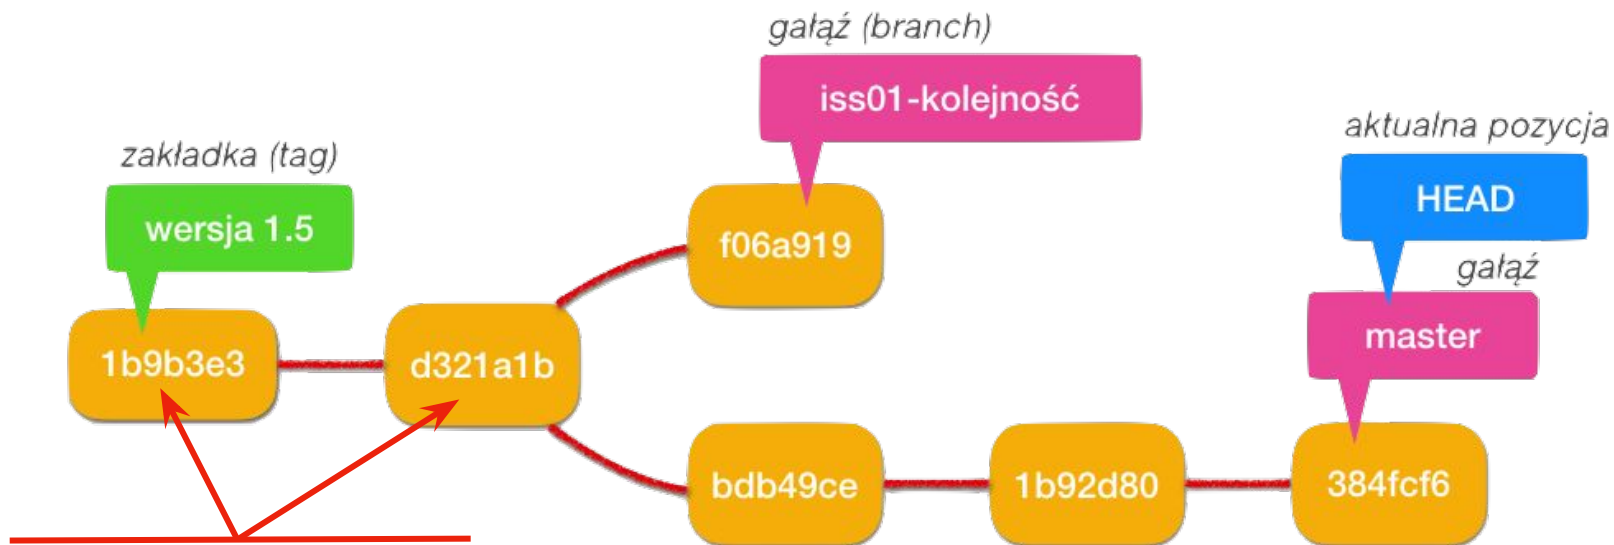 gałąź (branch)
iss01-kolejność
aktualna pozycja
zakładka (tag)
HEAD
wersja 1.5
f06a919
gałąź
master
1b9b3e3
d321a1b
bdb49ce
1b92d80
384fcf6